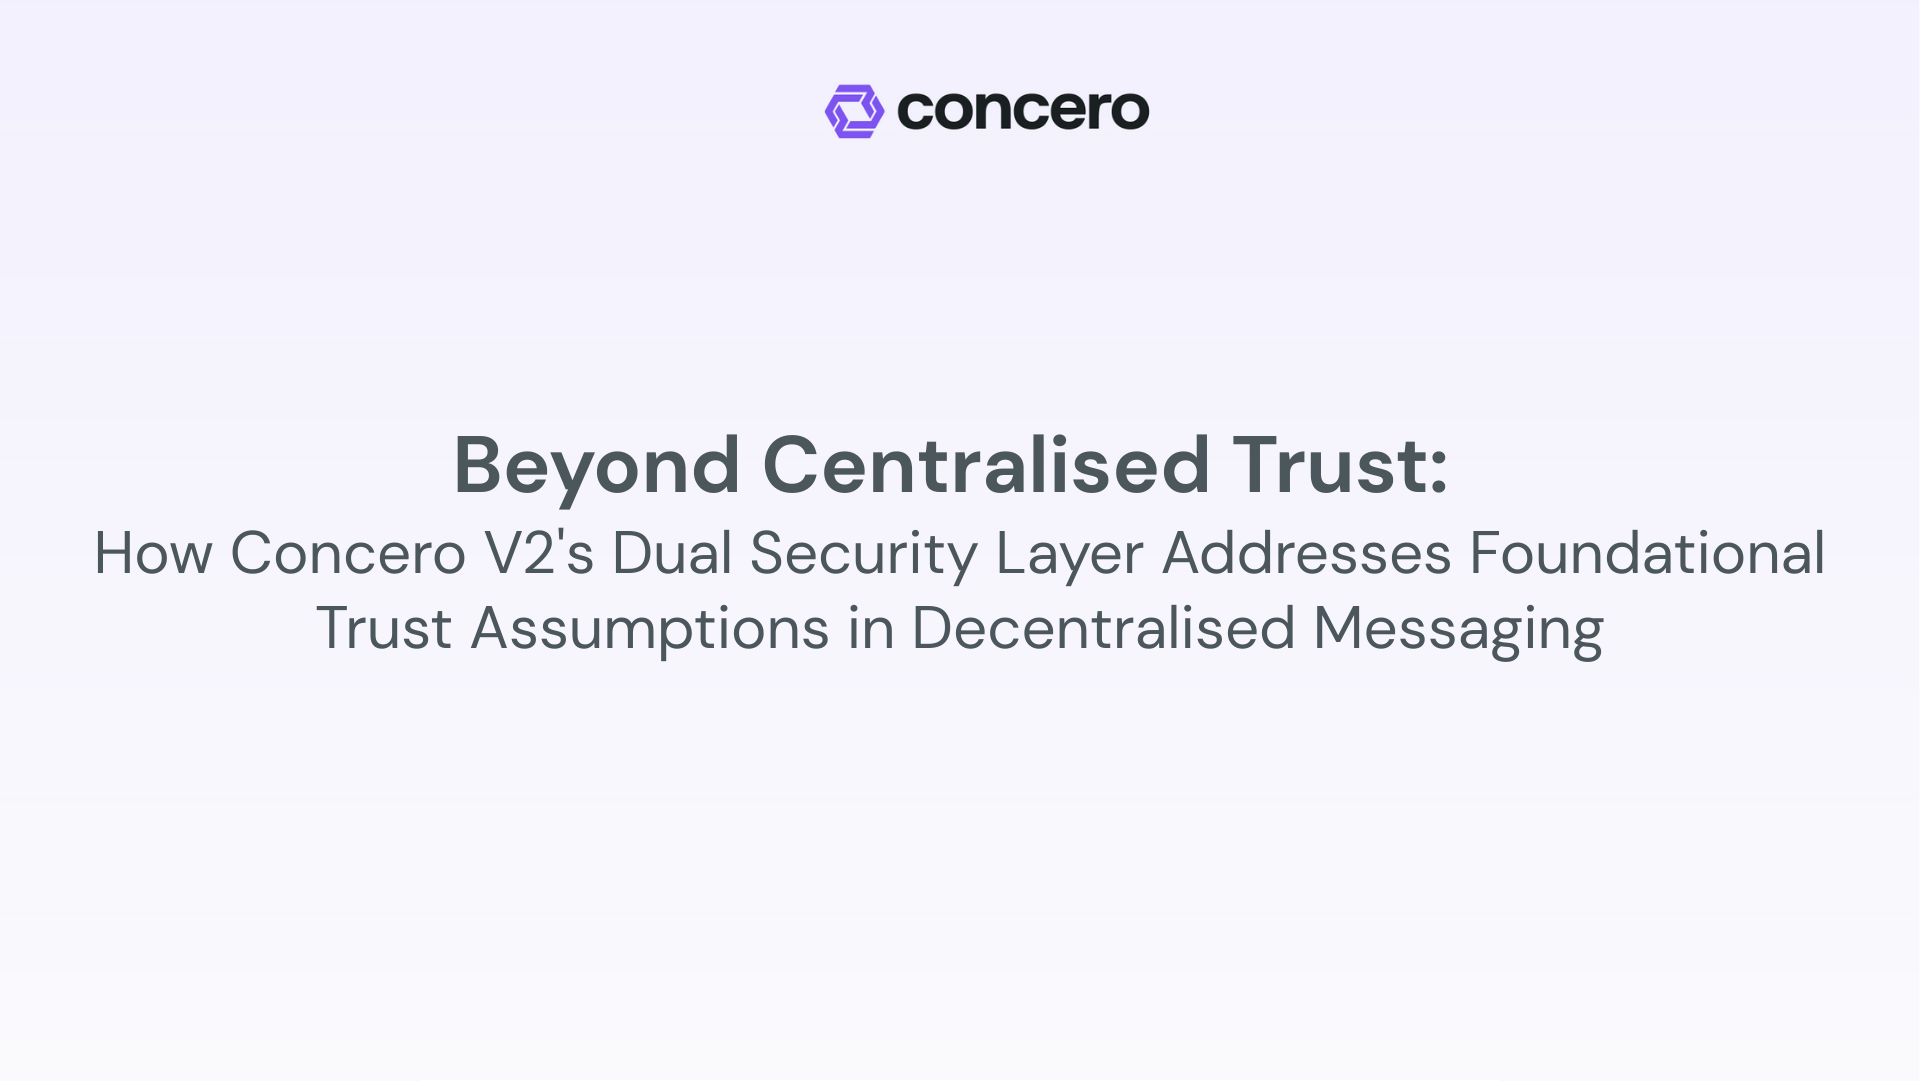 concero
Beyond Centralised Trust:
How Concero V2's Dual Security Layer Addresses Foundational
Trust Assumptions in Decentralised Messaging